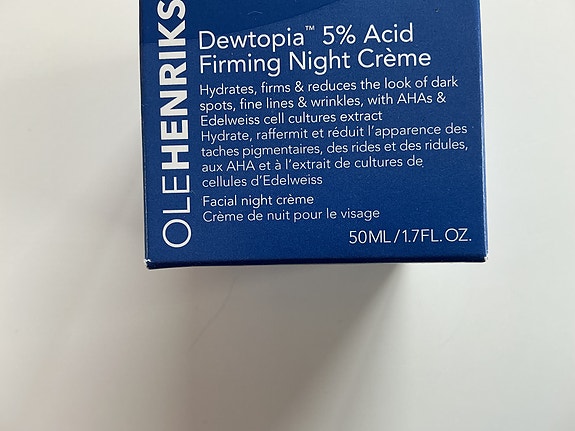 OLEHENRIKS
Dewtopia™ 5% Acid
Firming Night Crème
Hydrates, firms & reduces the look of dark
spots, fine lines & wrinkles, with AHAs &
Edelweiss cell cultures extract
Hydrate, raffermit et réduit l'apparence des
taches pigmentaires, des rides et des ridules,
aux AHA et à l'extrait de cultures de
cellules d'Edelweiss
Facial night crème
Crème de nuit pour le visage
50ML/1.7FL.OZ.